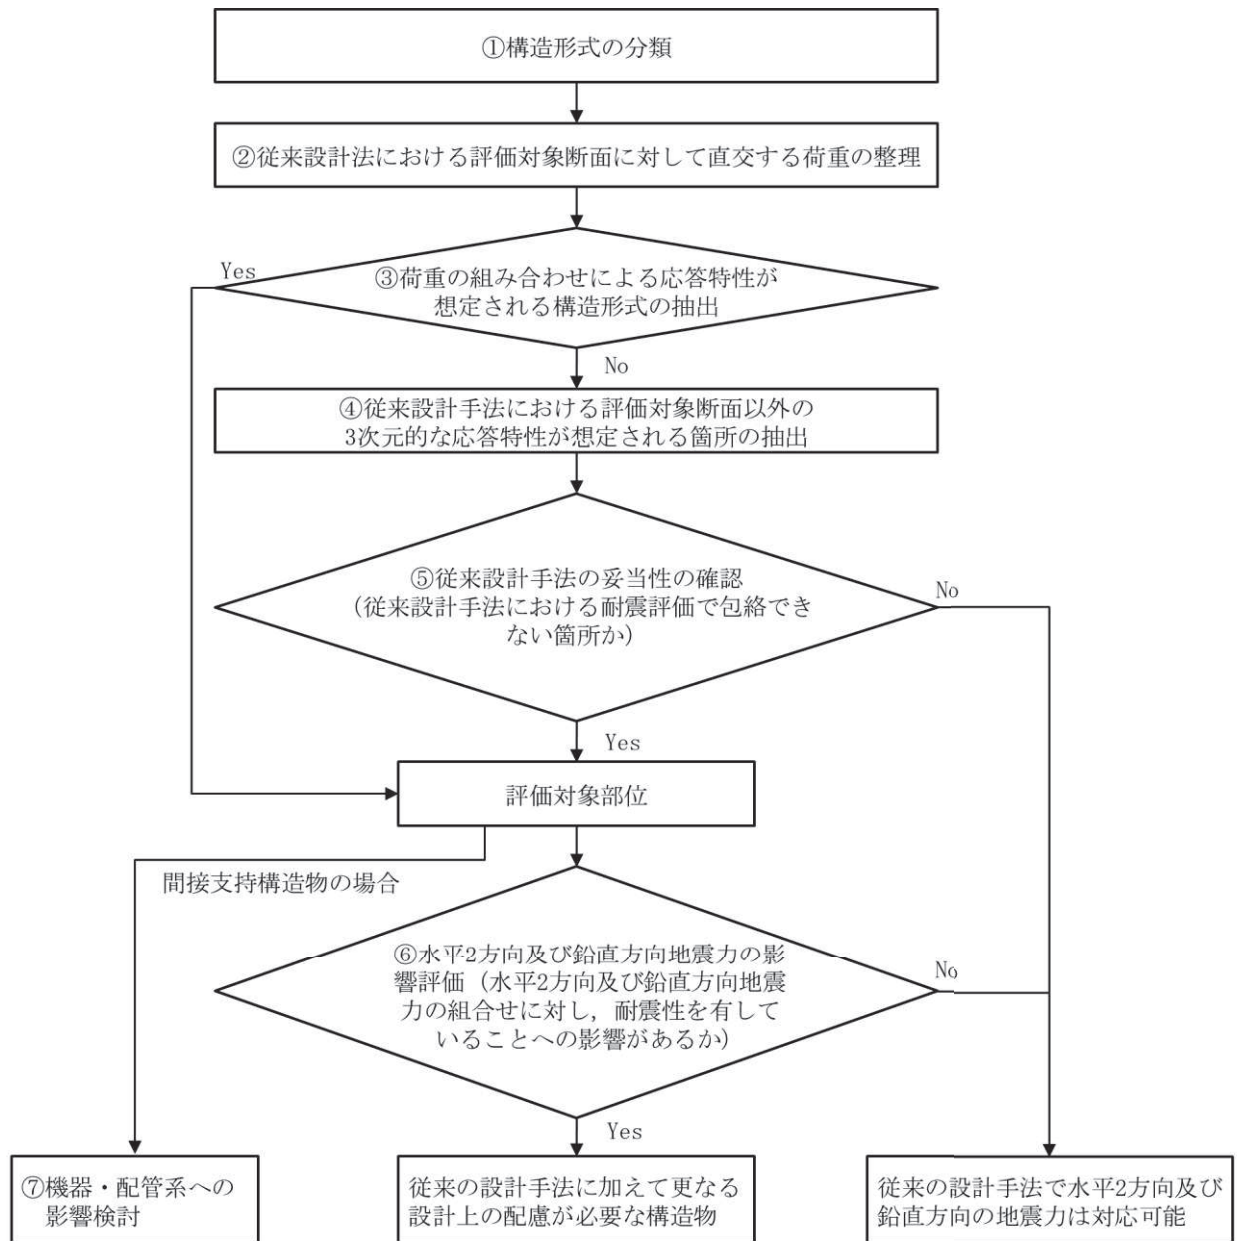 ①構造形式の分類
②従来設計法における評価対象断面に対して直交する荷重の整理
Yes
③荷重の組み合わせによる応答特性が
想定される構造形式の抽出
No
④従来設計手法における評価対象断面以外の
3次元的な応答特性が想定される箇所の抽出
⑤従来設計手法の妥当性の確認
（従来設計手法における耐震評価で包絡でき
ない箇所か）
No
Yes
評価対象部位
間接支持構造物の場合
⑥水平2方向及び鉛直方向地震力の影
響評価（水平2方向及び鉛直方向地震
力の組合せに対し，耐震性を有して
いることへの影響があるか）
No
Yes
⑦機器・配管系への
影響検討
従来の設計手法に加えて更なる
設計上の配慮が必要な構造物
従来の設計手法で水平2方向及び
鉛直方向の地震力は対応可能